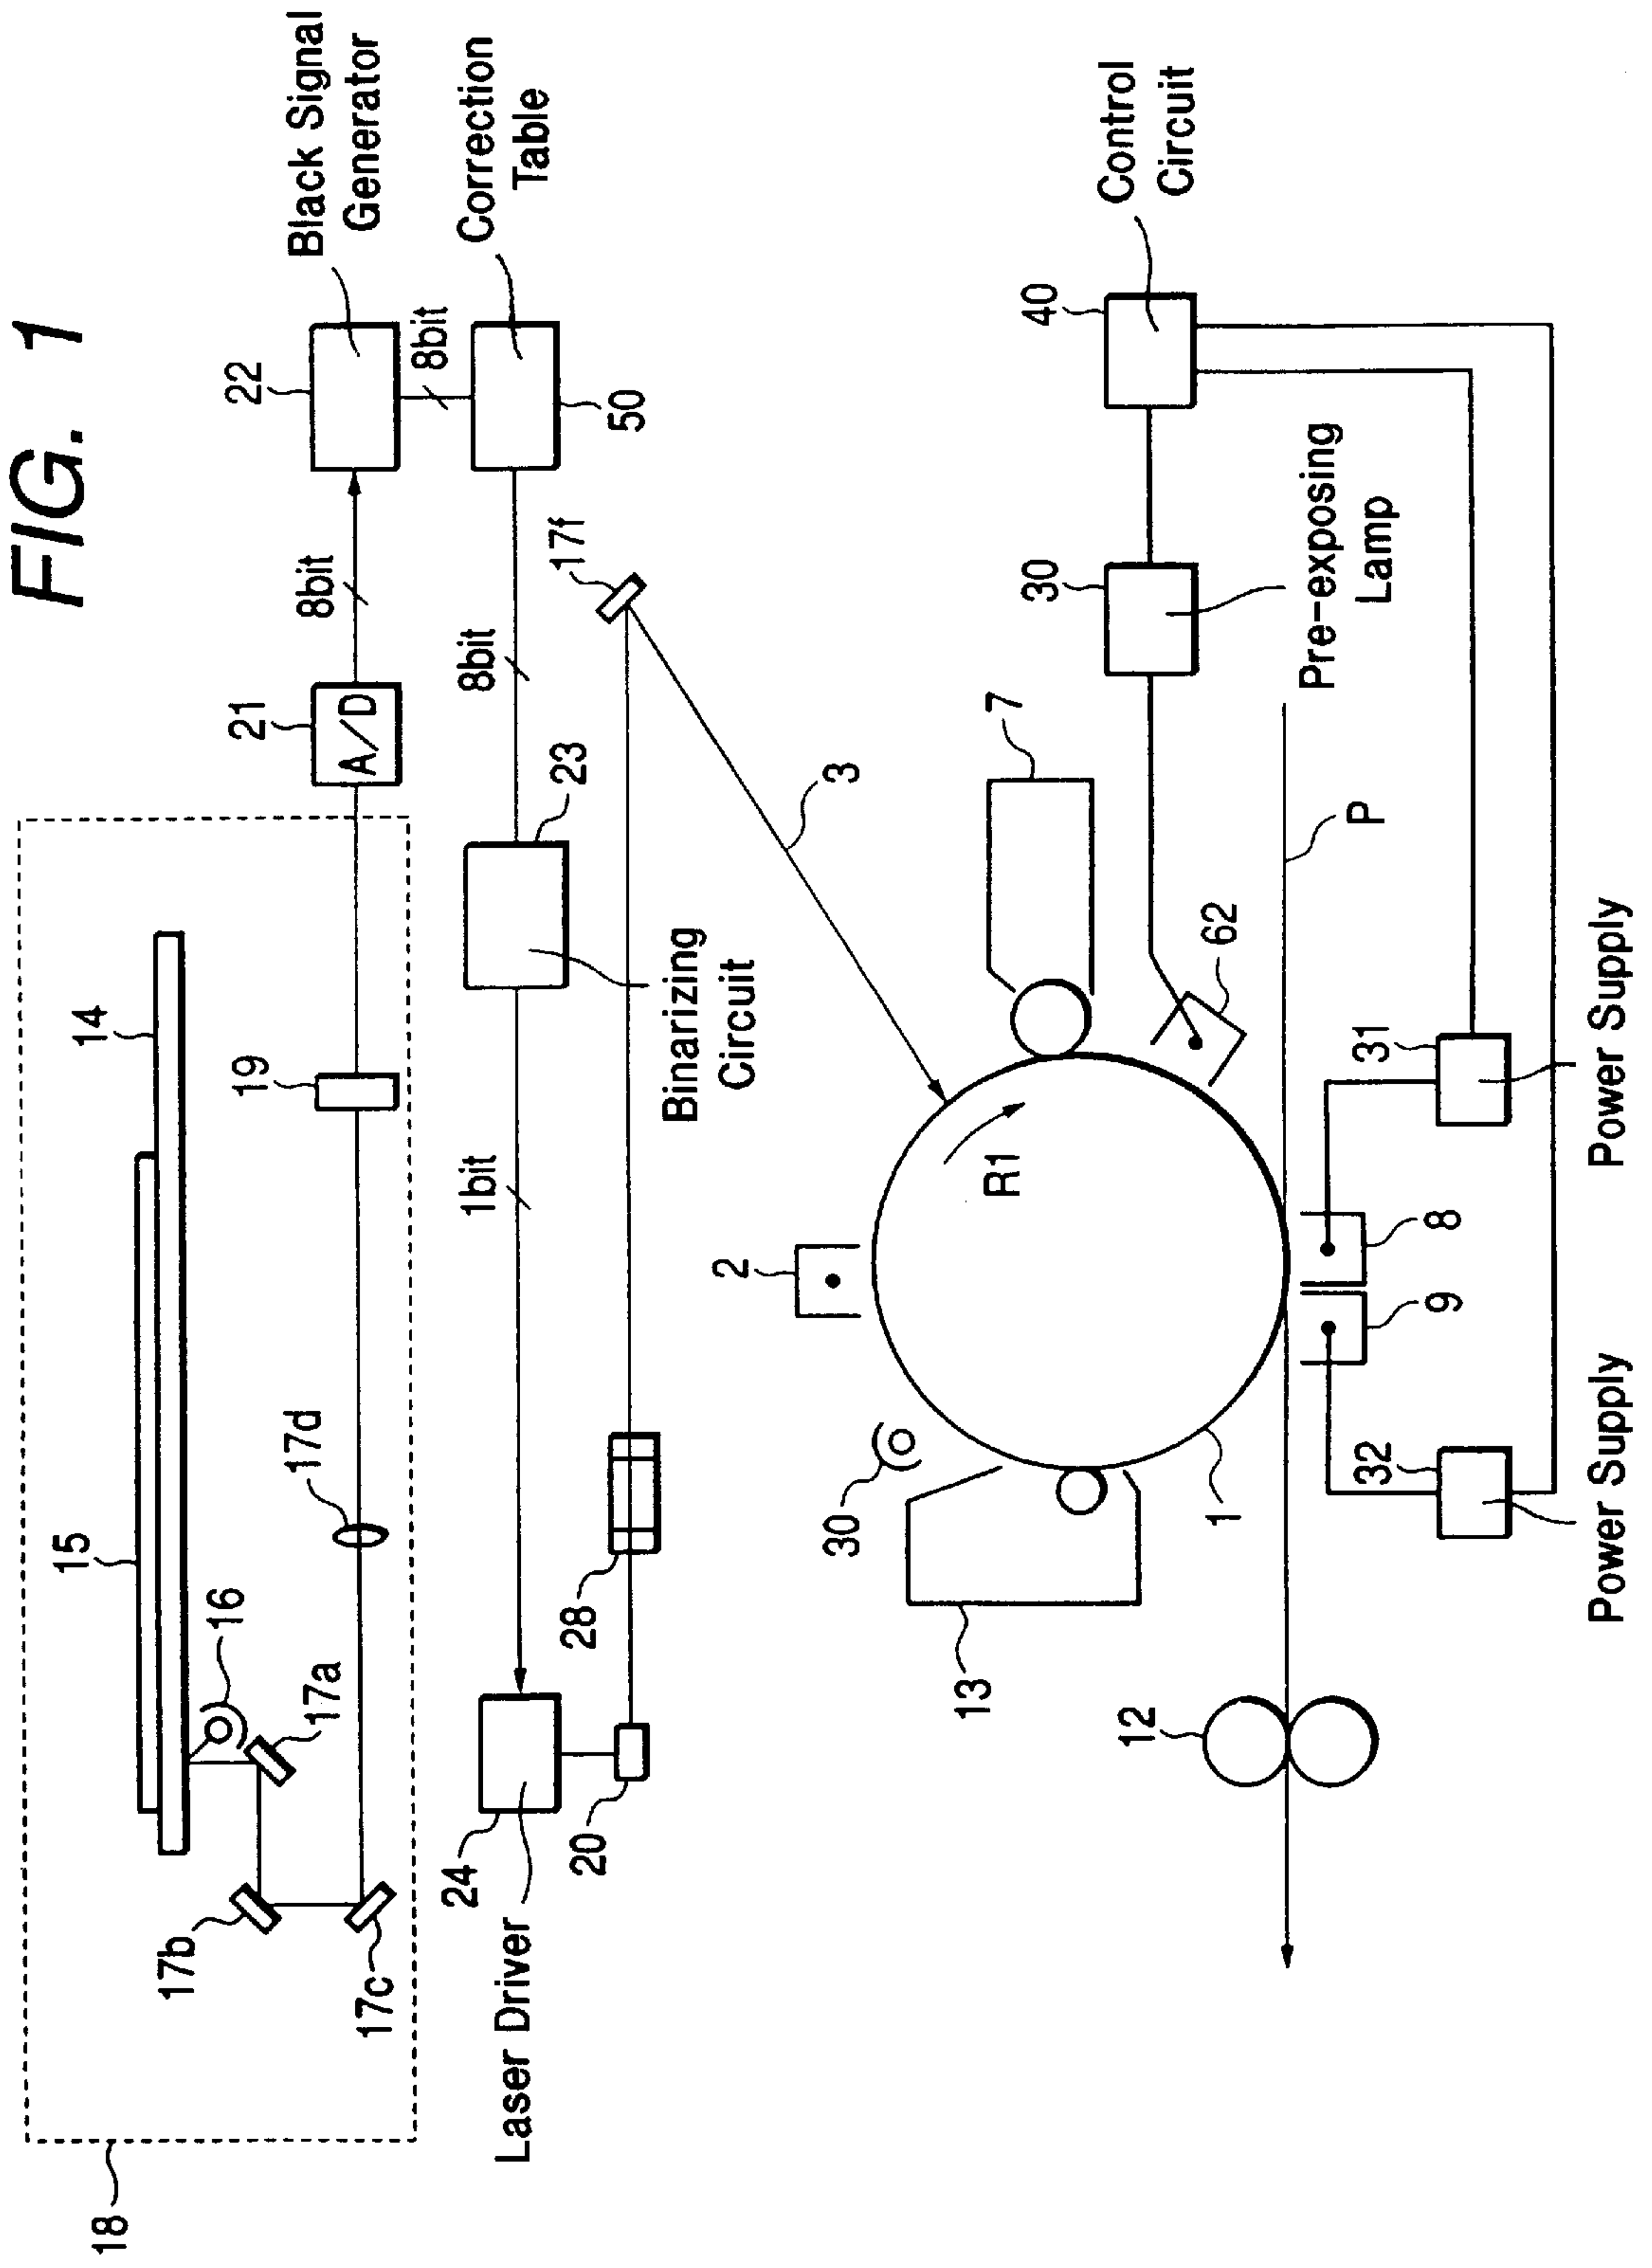 FIG. 1
18
15
14
16
17a
17b
17c
17d
19
21
A/D
8bit
22
Black Signal
Generator
8bit
50
Correction
Table
8bit
23
Binarizing
Circuit
1bit
24
Laser Driver
20
28
17f
3
2
R1
7
30
13
1
62
30
Pre-exposing
Lamp
40
Control
Circuit
P
12
9
8
32
31
Power Supply
Power Supply